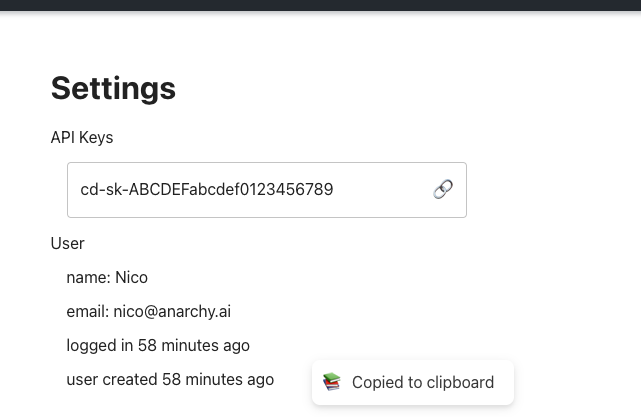 Settings
API Keys
cd-sk-ABCDEFabcdef0123456789
User
name: Nico
email: nico@anarchy.ai
logged in 58 minutes ago
user created 58 minutes ago
Copied to clipboard